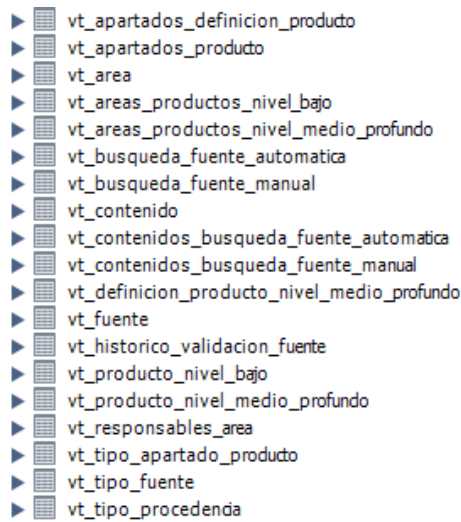 vt_apartados_definicion_producto
vt_apartados_producto
vt_area
vt_areas_productos_nivel_bajo
vt_areas_productos_nivel_medio_profundo
vt_busqueda_fuente_automatica
vt_busqueda_fuente_manual
vt_contenido
vt_contenidos_busqueda_fuente_automatica
vt_contenidos_busqueda_fuente_manual
vt_definicion_producto_nivel_medio_profundo
vt_fuente
vt_historico_validacion_fuente
vt_producto_nivel_bajo
vt_producto_nivel_medio_profundo
vt_responsables_area
vt_tipo_apartado_producto
vt_tipo_fuente
vt_tipo_procedencia